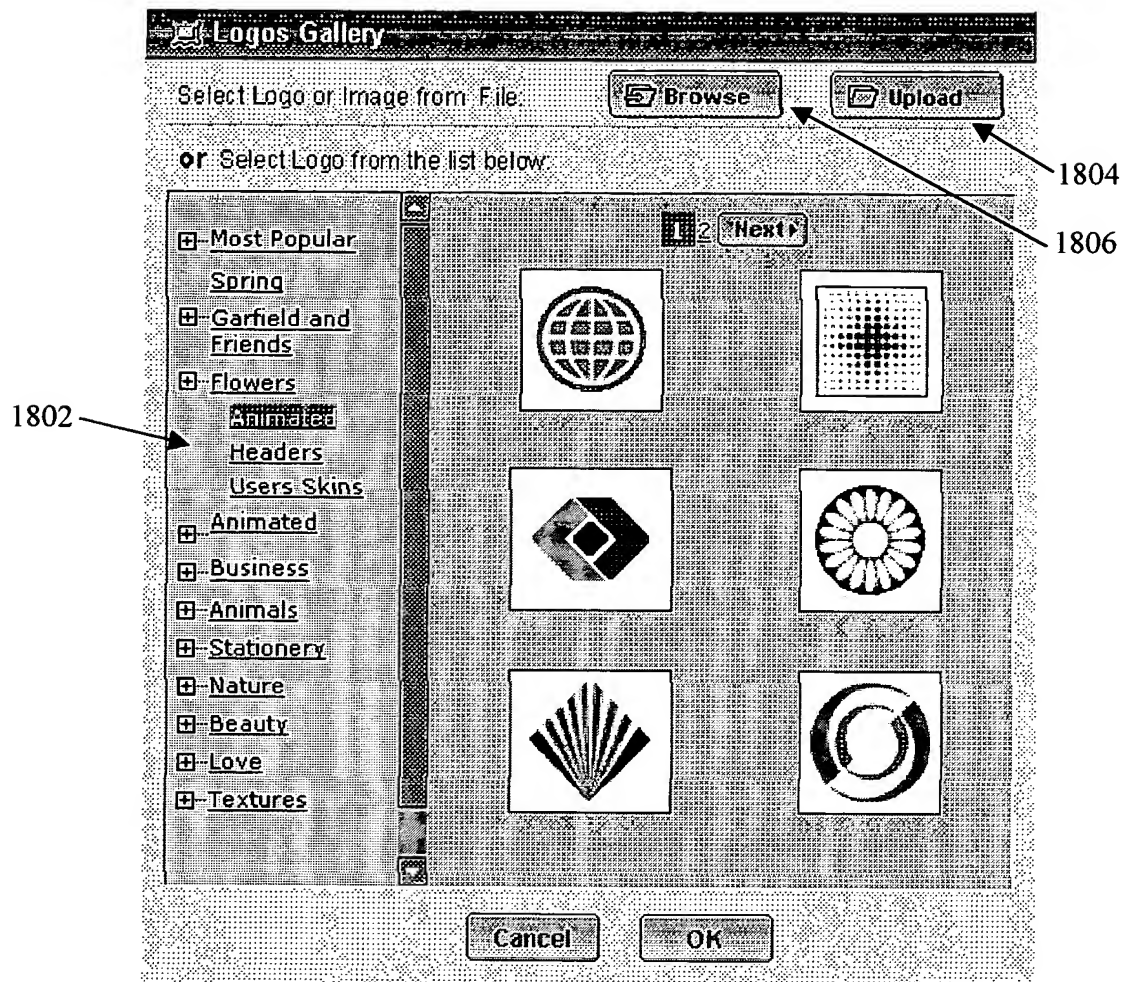 Logos Gallery
Select Logo or Image from File:
Browse
Upload
or Select Logo from the list below:
1804
1806
1 2 Next
Most Popular
Spring
Garfield and
Friends
Flowers
Animated
Headers
Users Skins
Animated
Business
Animals
Stationery
Nature
Beauty
Love
Textures
1802
Cancel
OK